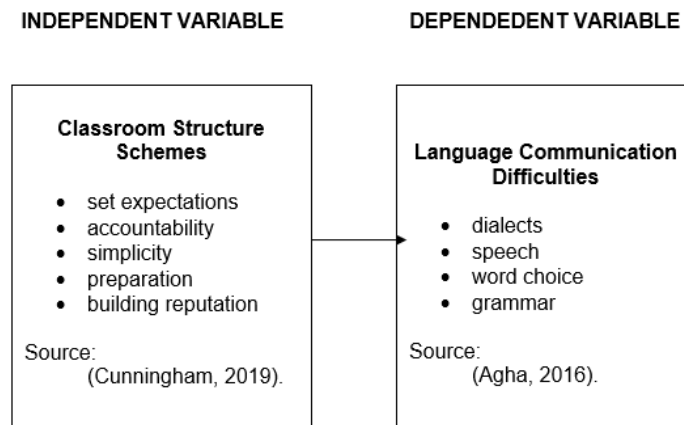 INDEPENDENT VARIABLE
DEPENDEDENT VARIABLE
Classroom Structure
Schemes
• set expectations
• accountability
• simplicity
• preparation
• building reputation
Source:
(Cunningham, 2019).
Language Communication
Difficulties
• dialects
• speech
• word choice
• grammar
Source:
(Agha, 2016).